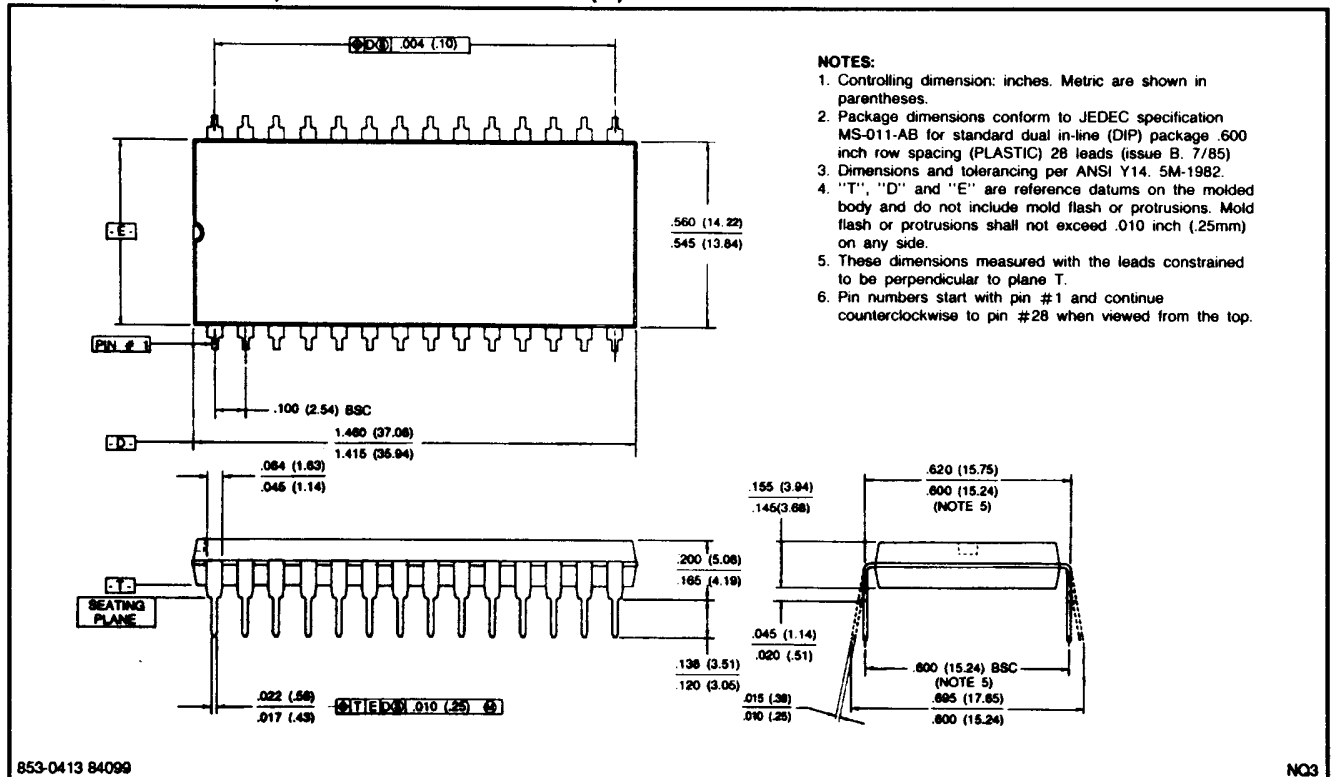 D .004 (.10)
NOTES:
1. Controlling dimension: inches. Metric are shown in
parentheses.
2. Package dimensions conform to JEDEC specification
MS-011-AB for standard dual in-line (DIP) package .600
inch row spacing (PLASTIC) 28 leads (issue B. 7/85)
3. Dimensions and tolerancing per ANSI Y14. 5M-1982.
4. "T", "D" and "E" are reference datums on the molded
body and do not include mold flash or protrusions. Mold
flash or protrusions shall not exceed .010 inch (.25mm)
on any side.
5. These dimensions measured with the leads constrained
to be perpendicular to plane T.
6. Pin numbers start with pin #1 and continue
counterclockwise to pin #28 when viewed from the top.
-E-
.560 (14.22)
.545 (13.84)
PIN # 1
.100 (2.54) BSC
-D-
1.460 (37.08)
1.415 (35.94)
.064 (1.63)
.045 (1.14)
.155 (3.94)
.145(3.68)
.620 (15.75)
.600 (15.24)
(NOTE 5)
.200 (5.08)
.165 (4.19)
-T-
SEATING
PLANE
.045 (1.14)
.020 (.51)
.138 (3.51)
.120 (3.05)
.600 (15.24) BSC
(NOTE 5)
.695 (17.65)
.600 (15.24)
.015 (.38)
.010 (.25)
.022 (.56)
.017 (.43)
T E D .010 (.25) M
853-0413 84099
NQ3